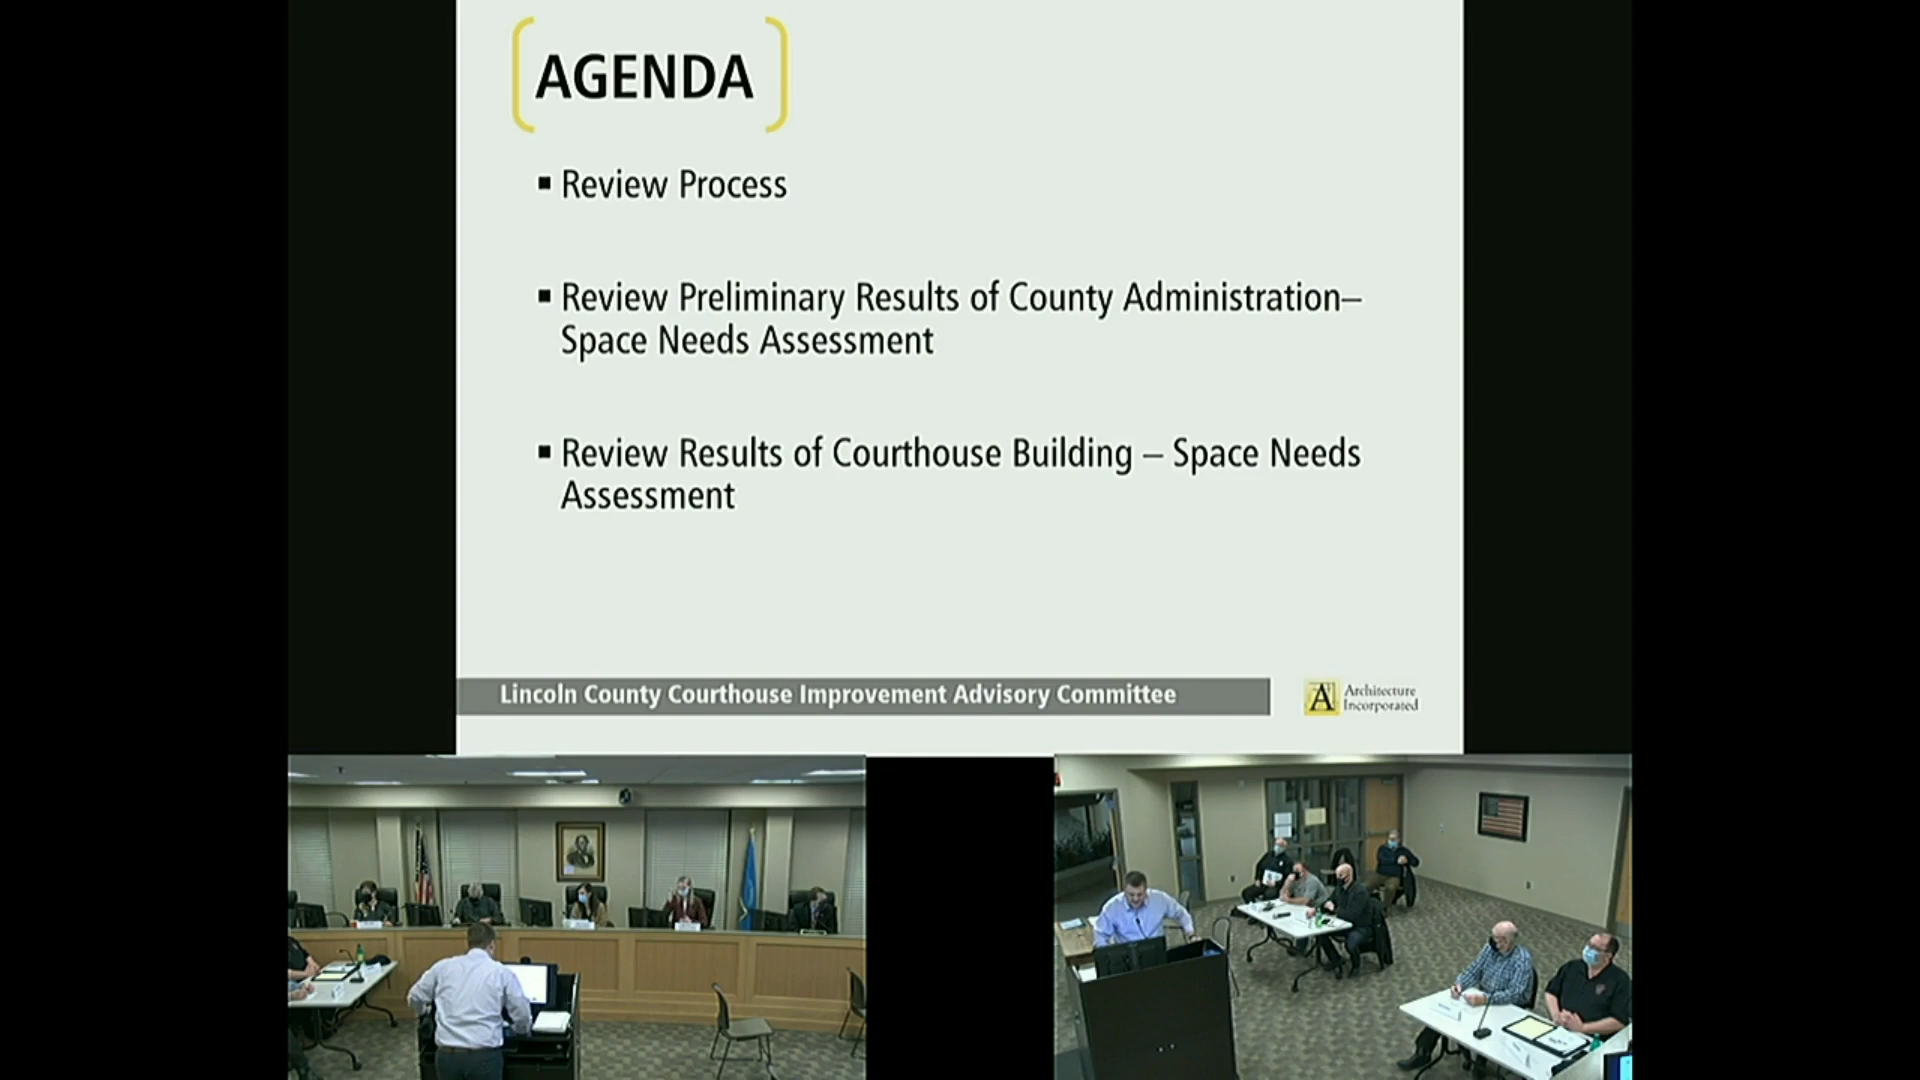 AGENDA
▪ Review Process
▪ Review Preliminary Results of County Administration–
Space Needs Assessment
▪ Review Results of Courthouse Building – Space Needs
Assessment
Lincoln County Courthouse Improvement Advisory Committee
A
Architecture
Incorporated